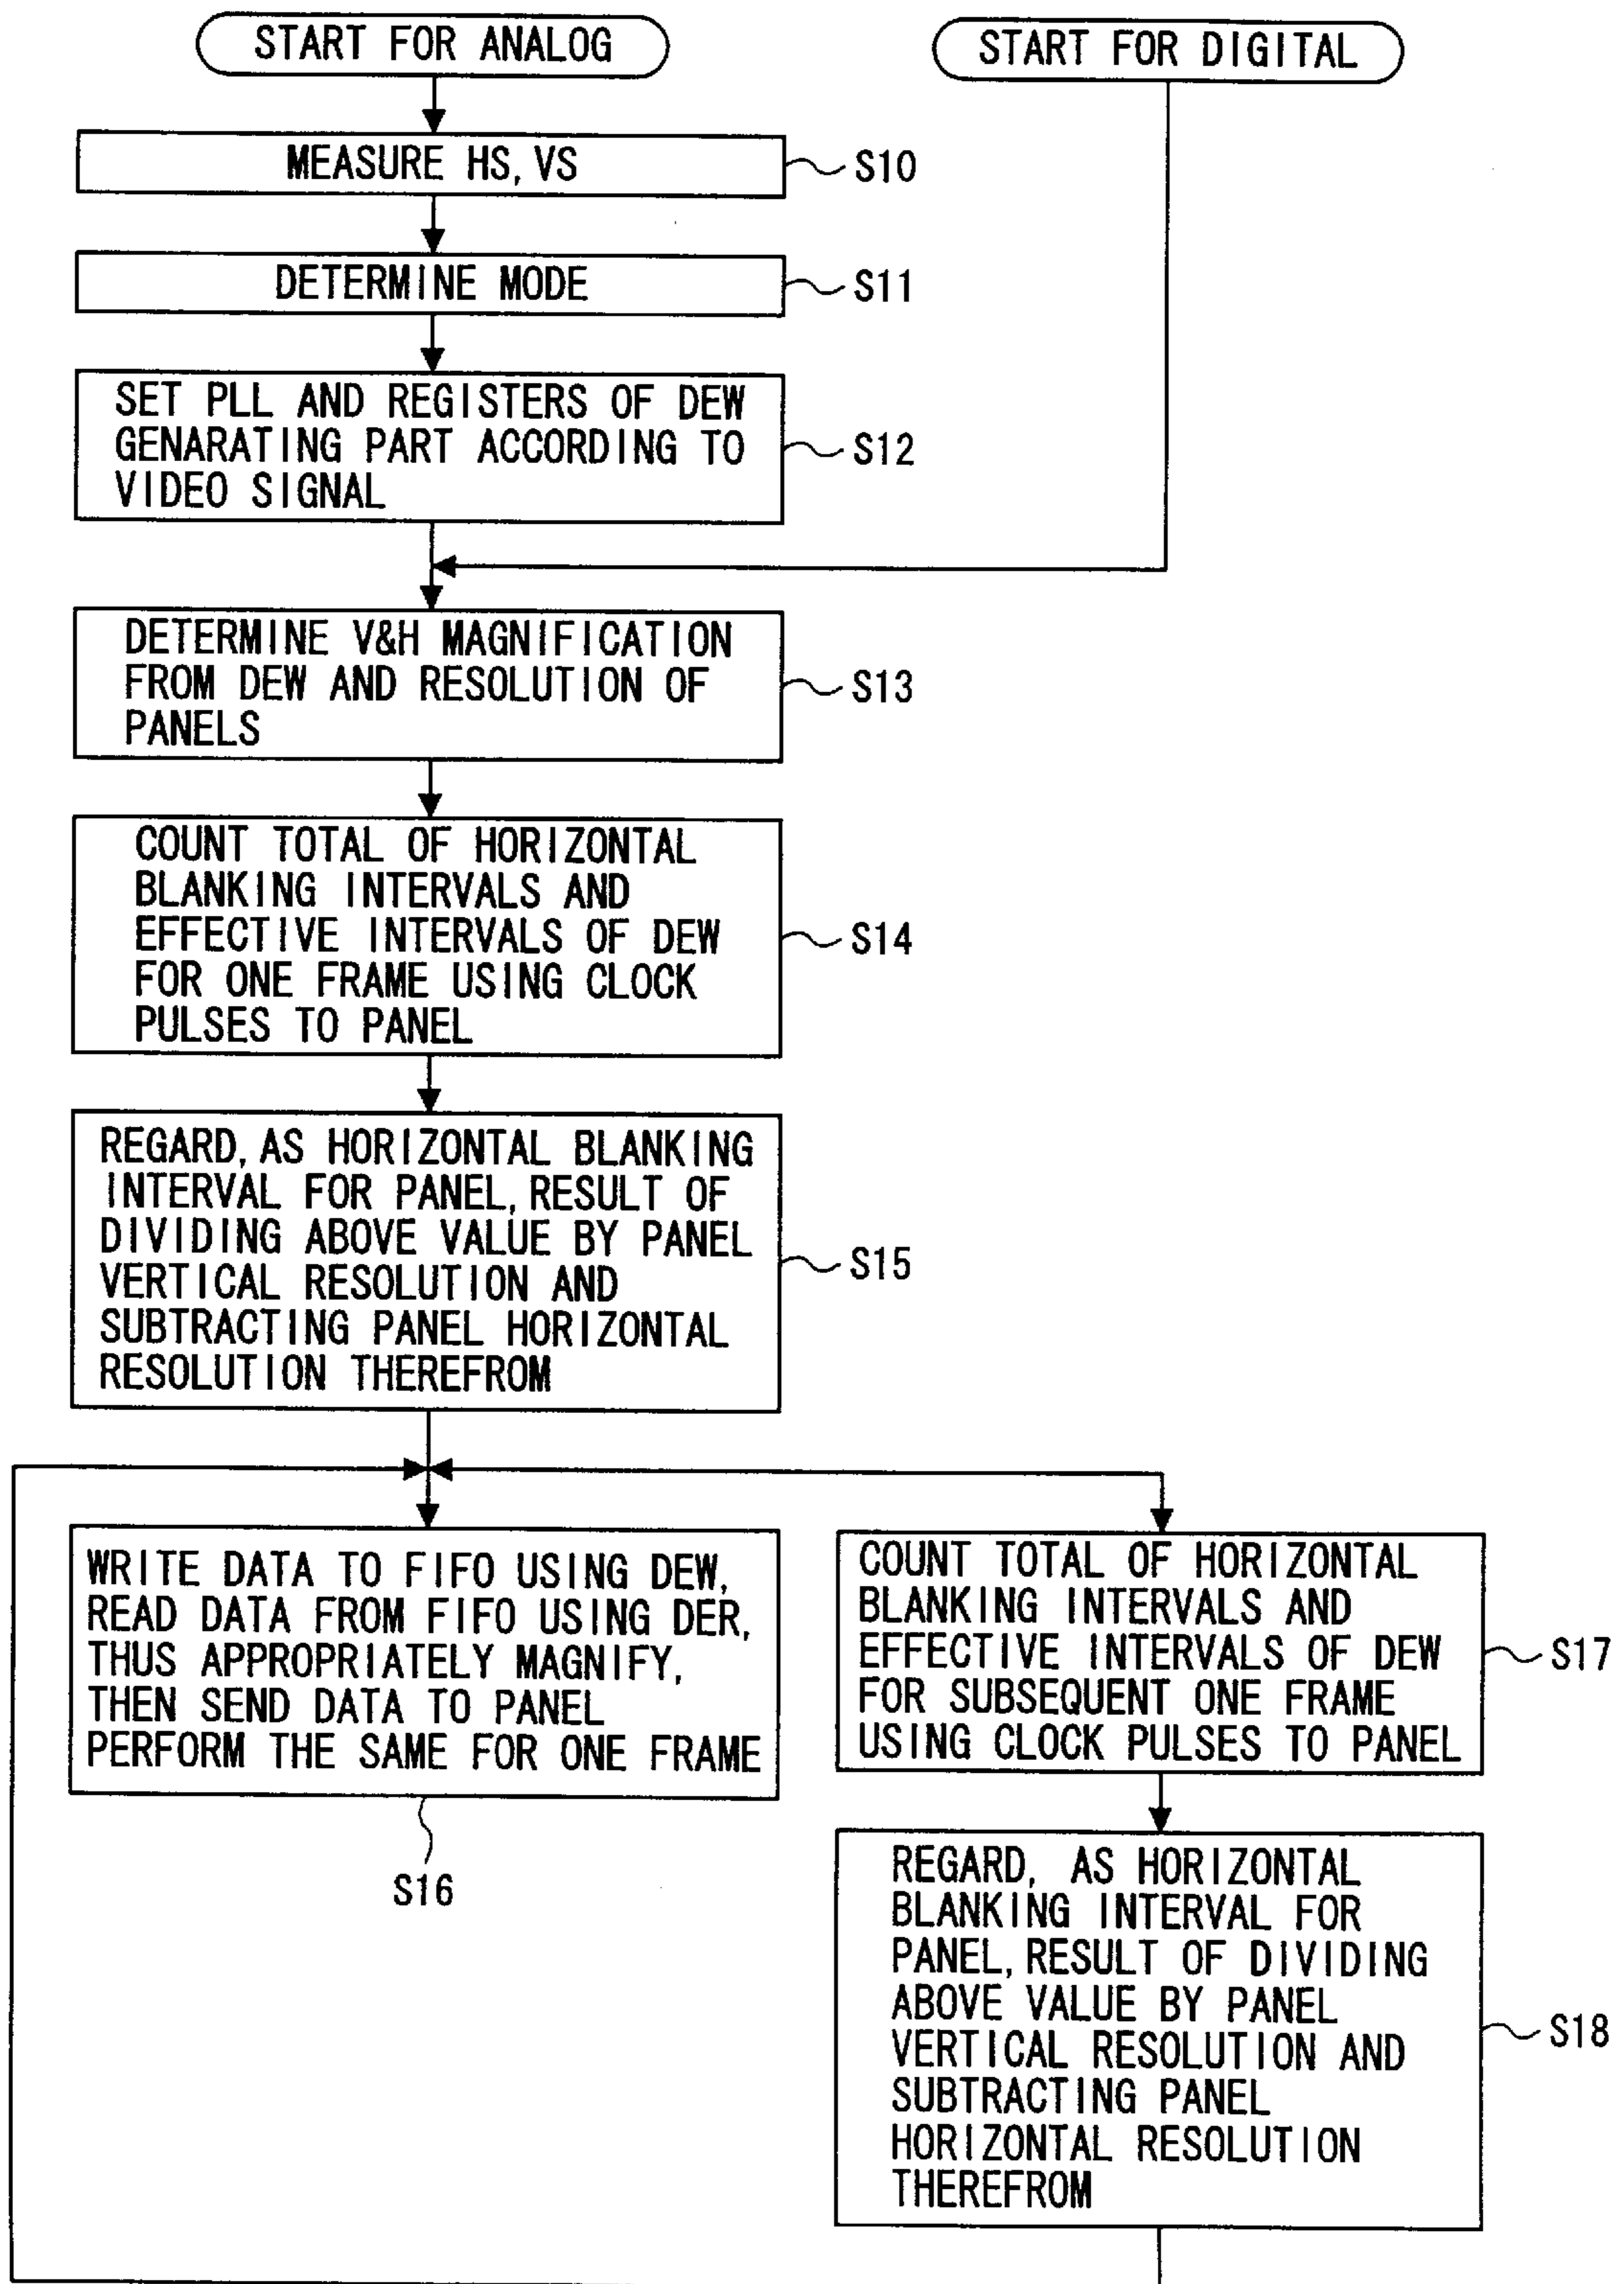 START FOR ANALOG
START FOR DIGITAL
MEASURE HS, VS
S10
DETERMINE MODE
S11
SET PLL AND REGISTERS OF DEW
GENARATING PART ACCORDING TO
VIDEO SIGNAL
S12
DETERMINE V&H MAGNIFICATION
FROM DEW AND RESOLUTION OF
PANELS
S13
COUNT TOTAL OF HORIZONTAL
BLANKING INTERVALS AND
EFFECTIVE INTERVALS OF DEW
FOR ONE FRAME USING CLOCK
PULSES TO PANEL
S14
REGARD, AS HORIZONTAL BLANKING
INTERVAL FOR PANEL, RESULT OF
DIVIDING ABOVE VALUE BY PANEL
VERTICAL RESOLUTION AND
SUBTRACTING PANEL HORIZONTAL
RESOLUTION THEREFROM
S15
WRITE DATA TO FIFO USING DEW,
READ DATA FROM FIFO USING DER,
THUS APPROPRIATELY MAGNIFY,
THEN SEND DATA TO PANEL
PERFORM THE SAME FOR ONE FRAME
S16
COUNT TOTAL OF HORIZONTAL
BLANKING INTERVALS AND
EFFECTIVE INTERVALS OF DEW
FOR SUBSEQUENT ONE FRAME
USING CLOCK PULSES TO PANEL
S17
REGARD, AS HORIZONTAL
BLANKING INTERVAL FOR
PANEL, RESULT OF DIVIDING
ABOVE VALUE BY PANEL
VERTICAL RESOLUTION AND
SUBTRACTING PANEL
HORIZONTAL RESOLUTION
THEREFROM
S18